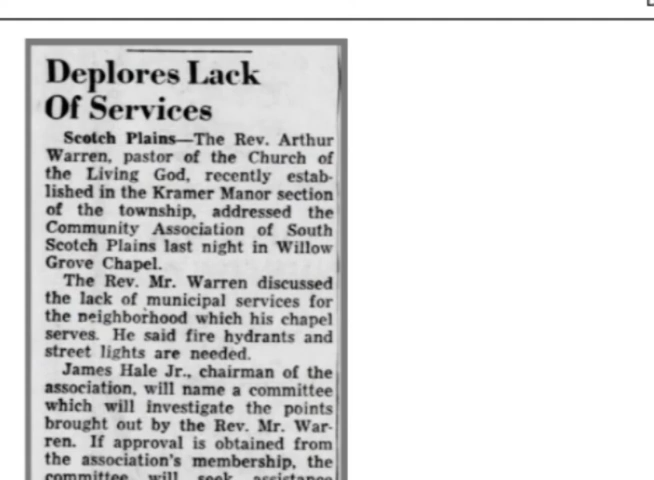 Deplores Lack
Of Services
Scotch Plains—The Rev. Arthur
Warren, pastor of the Church of
the Living God, recently estab-
lished in the Kramer Manor section
of the township, addressed the
Community Association of South
Scotch Plains last night in Willow
Grove Chapel.
The Rev. Mr. Warren discussed
the lack of municipal services for
the neighborhood which his chapel
serves. He said fire hydrants and
street lights are needed.
James Hale Jr., chairman of the
association, will name a committee
which will investigate the points
brought out by the Rev. Mr. War-
ren. If approval is obtained from
the association's membership, the
committee will seek assistance